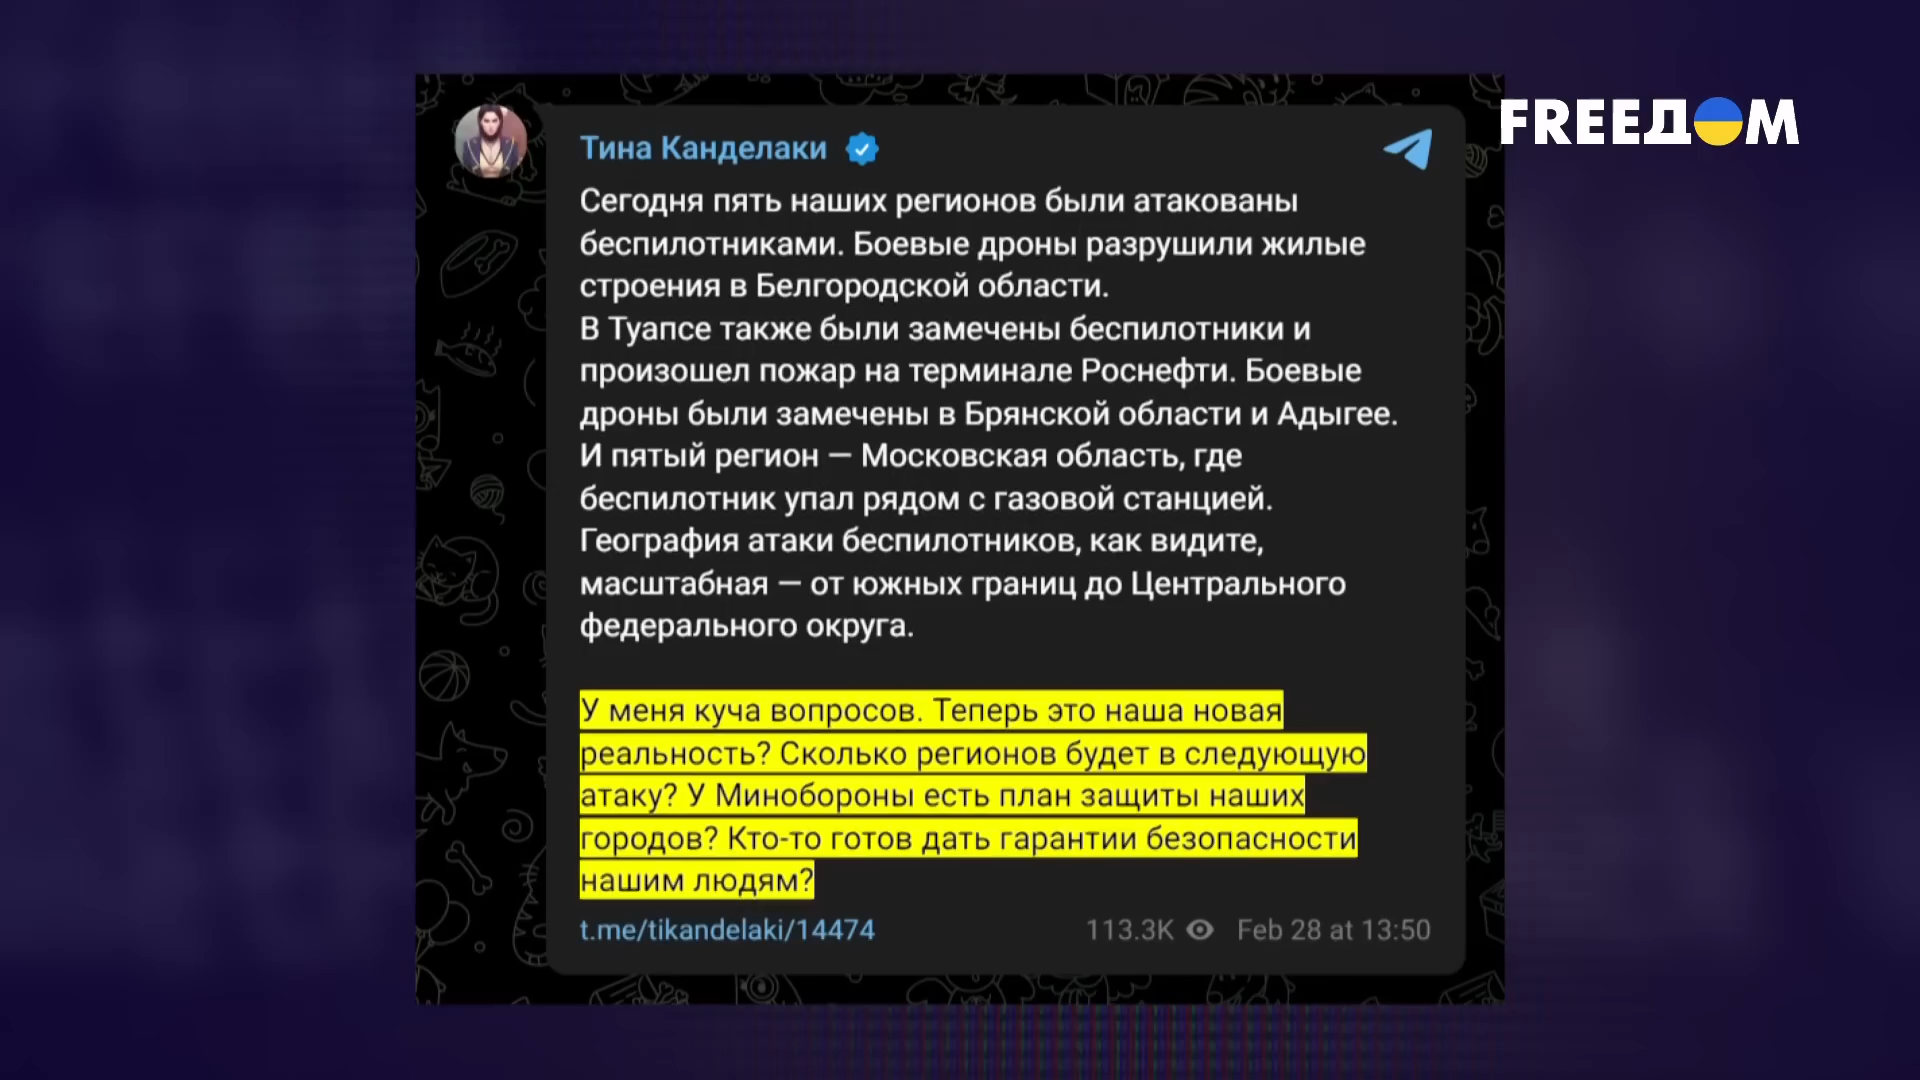 FREEДOM
Тина Канделаки
Сегодня пять наших регионов были атакованы
беспилотниками. Боевые дроны разрушили жилые
строения в Белгородской области.
В Туапсе также были замечены беспилотники и
произошел пожар на терминале Роснефти. Боевые
дроны были замечены в Брянской области и Адыгее.
И пятый регион — Московская область, где
беспилотник упал рядом с газовой станцией.
География атаки беспилотников, как видите,
масштабная — от южных границ до Центрального
федерального округа.
У меня куча вопросов. Теперь это наша новая
реальность? Сколько регионов будет в следующую
атаку? У Минобороны есть план защиты наших
городов? Кто-то готов дать гарантии безопасности
нашим людям?
t.me/tikandelaki/14474 113.3K Feb 28 at 13:50